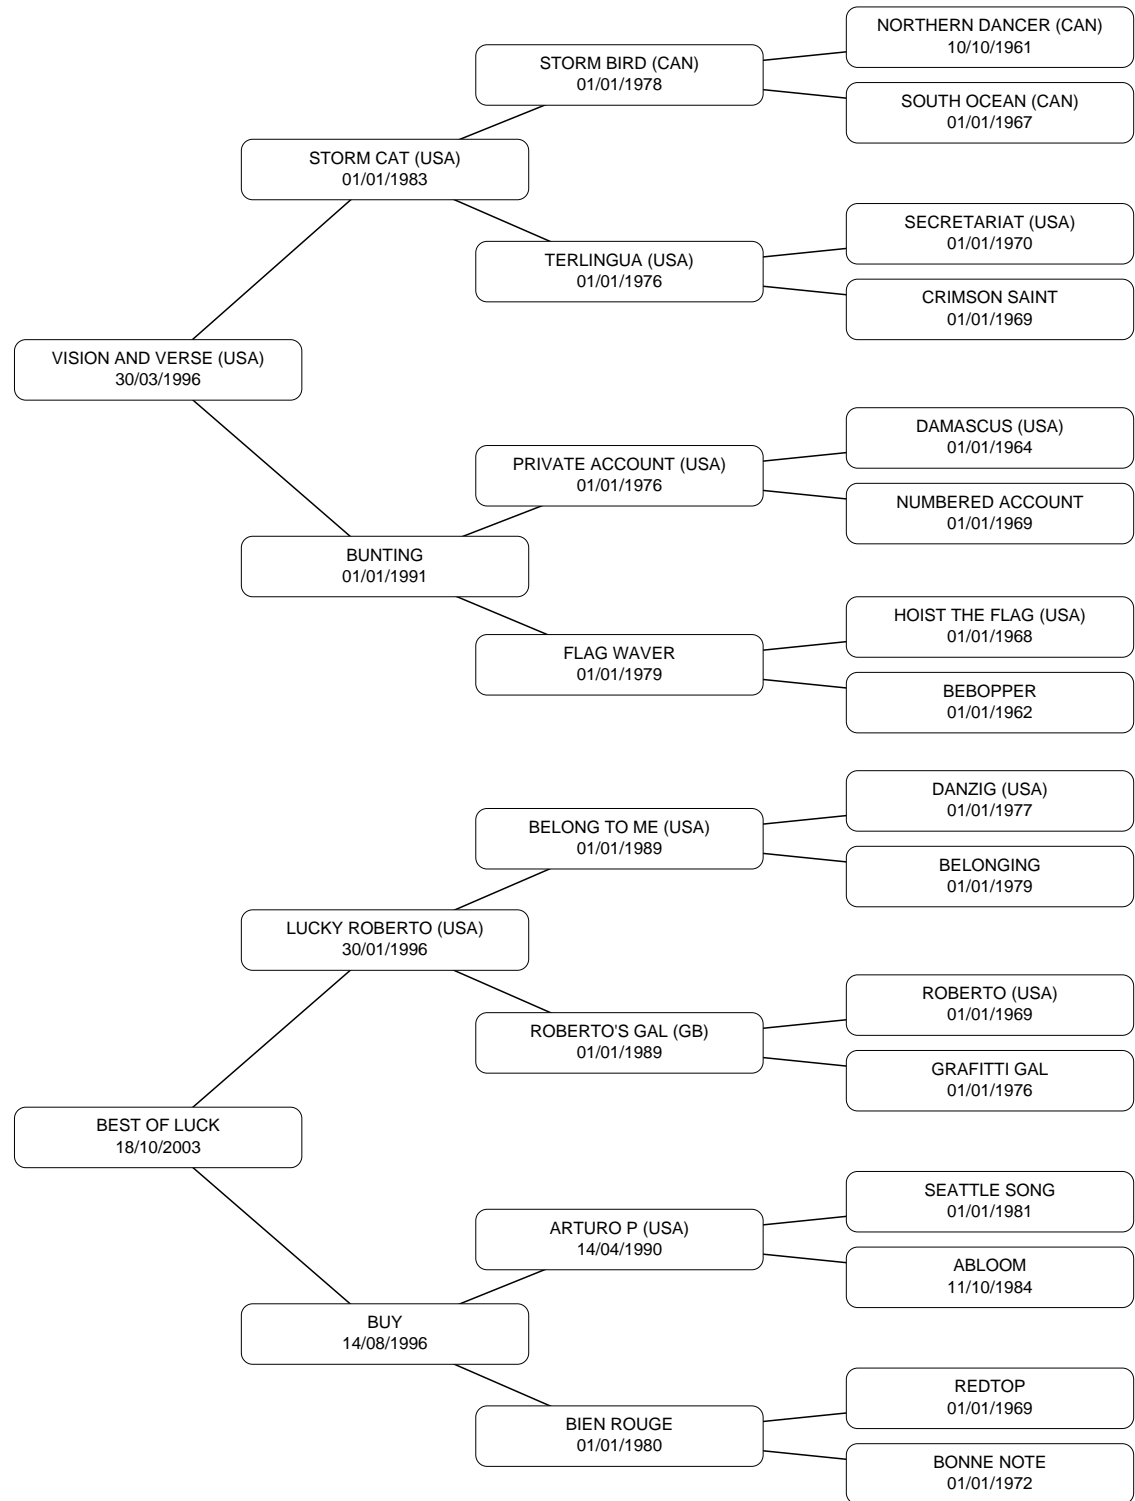 NORTHERN DANCER (CAN)
10/10/1961
STORM BIRD (CAN)
01/01/1978
SOUTH OCEAN (CAN)
01/01/1967
STORM CAT (USA)
01/01/1983
SECRETARIAT (USA)
01/01/1970
TERLINGUA (USA)
01/01/1976
CRIMSON SAINT
01/01/1969
VISION AND VERSE (USA)
30/03/1996
DAMASCUS (USA)
01/01/1964
PRIVATE ACCOUNT (USA)
01/01/1976
NUMBERED ACCOUNT
01/01/1969
BUNTING
01/01/1991
HOIST THE FLAG (USA)
01/01/1968
FLAG WAVER
01/01/1979
BEBOPPER
01/01/1962
DANZIG (USA)
01/01/1977
BELONG TO ME (USA)
01/01/1989
BELONGING
01/01/1979
LUCKY ROBERTO (USA)
30/01/1996
ROBERTO (USA)
01/01/1969
ROBERTO'S GAL (GB)
01/01/1989
GRAFITTI GAL
01/01/1976
BEST OF LUCK
18/10/2003
SEATTLE SONG
01/01/1981
ARTURO P (USA)
14/04/1990
ABLOOM
11/10/1984
BUY
14/08/1996
REDTOP
01/01/1969
BIEN ROUGE
01/01/1980
BONNE NOTE
01/01/1972